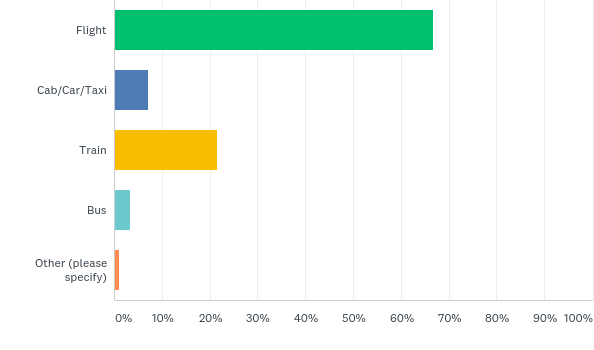 Flight
Cab/Car/Taxi
Train
Bus
Other (please
specify)
0% 10% 20% 30% 40% 50% 60% 70% 80% 90% 100%